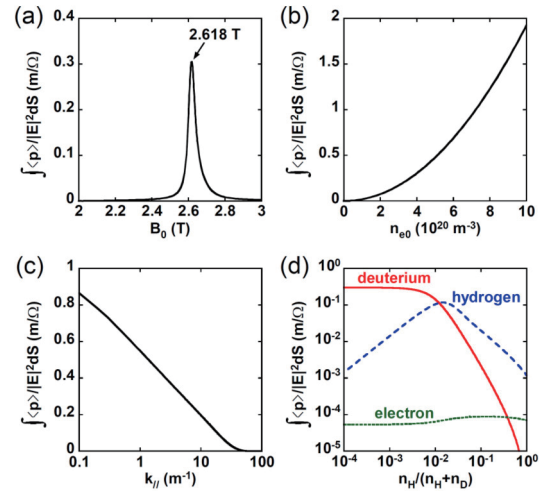 (a)
0.4
0.3
0.2
0.1
0
2.618 T
∫<p>/|E|²dS (m/Ω)
2 2.2 2.4 2.6 2.8 3
B₀ (T)
(b)
2
1.5
1
0.5
0
∫<p>/|E|²dS (m/Ω)
0 2 4 6 8 10
nₑ₀ (10²⁰ m⁻³)
(c)
1
0.8
0.6
0.4
0.2
0
∫<p>/|E|²dS (m/Ω)
0.1 1 10 100
k_// (m⁻¹)
(d)
10⁰
10⁻¹
10⁻²
10⁻³
10⁻⁴
10⁻⁵
deuterium
hydrogen
electron
∫<p>/|E|²dS (m/Ω)
10⁻⁴ 10⁻³ 10⁻² 10⁻¹ 10⁰
n_H/(n_H+n_D)